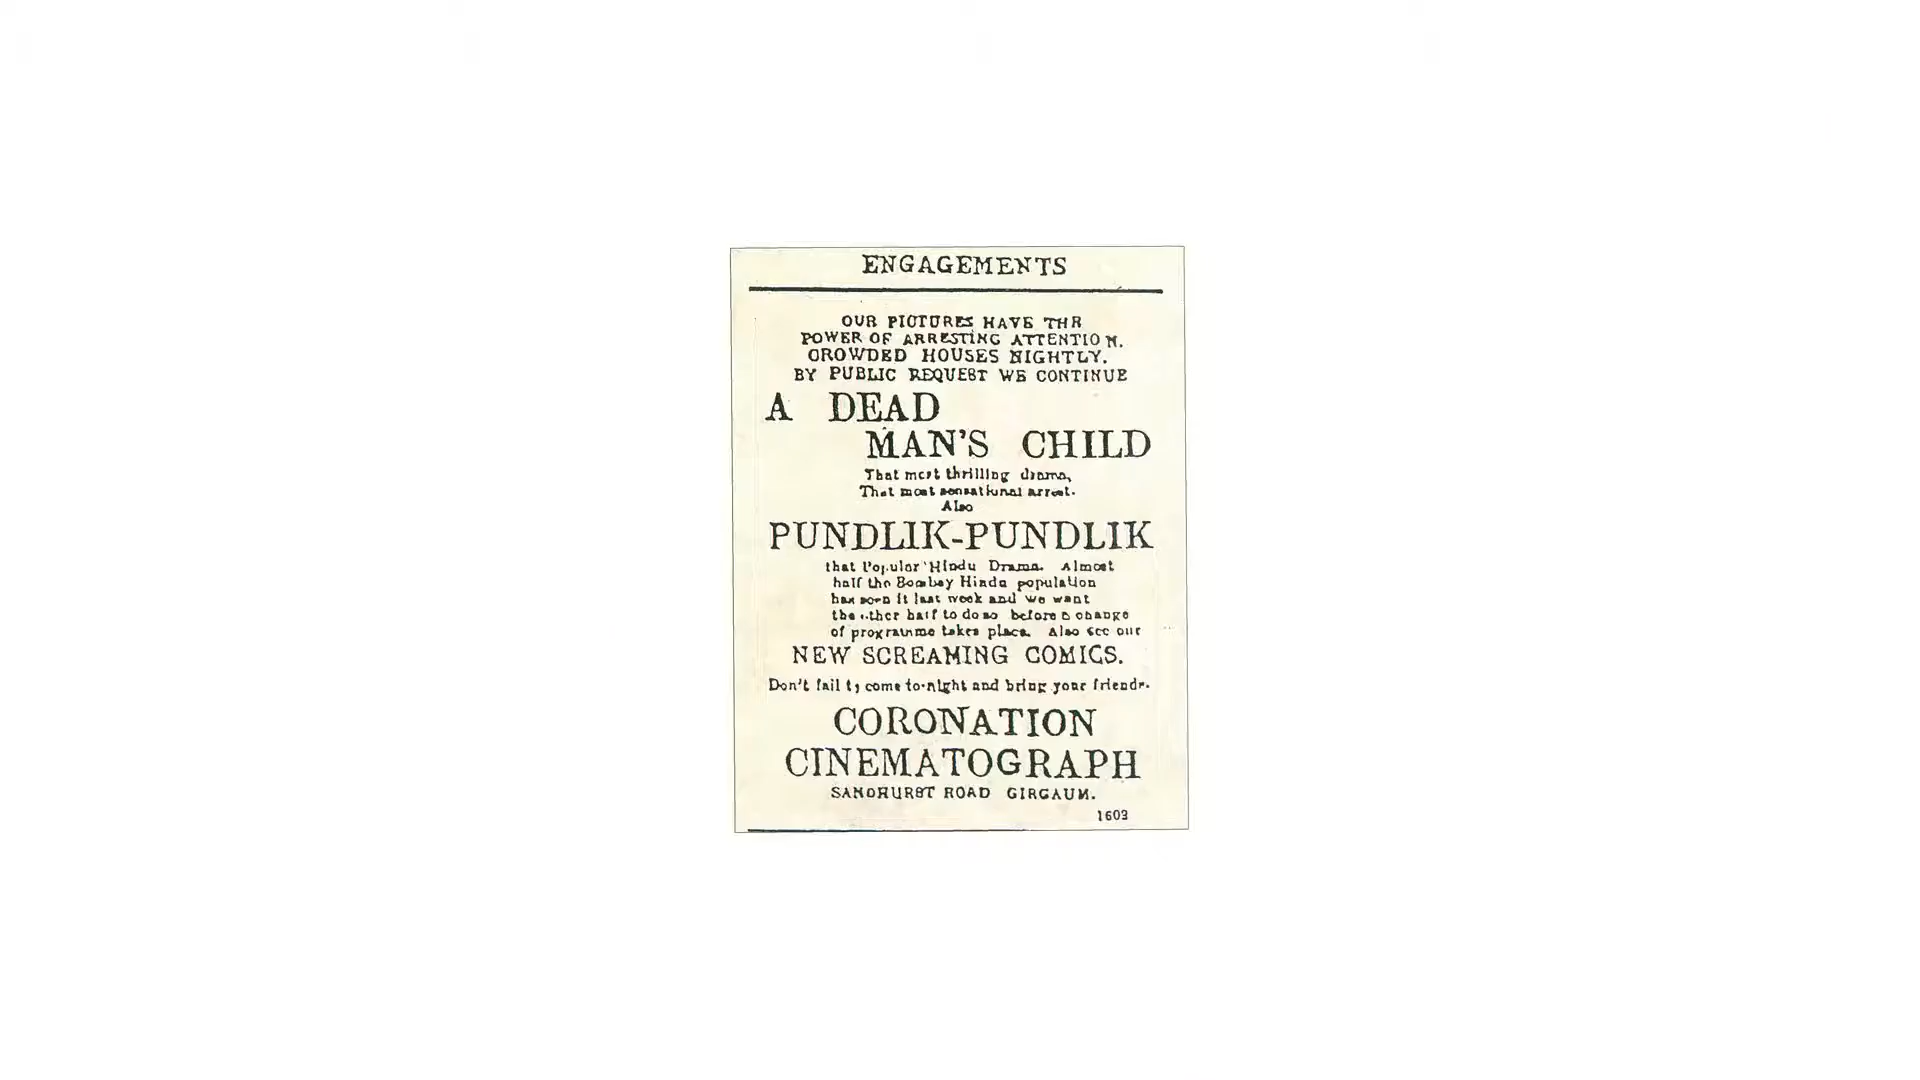 ENGAGEMENTS
OUR PICTURES HAVE THE
POWER OF ARRESTING ATTENTION.
CROWDED HOUSES NIGHTLY.
BY PUBLIC REQUEST WE CONTINUE
A DEAD
MAN'S CHILD
That most thrilling drama,
That most sensational arrest.
Also
PUNDLIK-PUNDLIK
that Popular Hindu Drama. Almost
half the Bombay Hindu population
has seen it last week and we want
the other half to do so before a change
of programme takes place. Also see our
NEW SCREAMING COMICS.
Don't fail to come to-night and bring your friends.
CORONATION
CINEMATOGRAPH
SANDHURST ROAD GIRGAUM.
1603